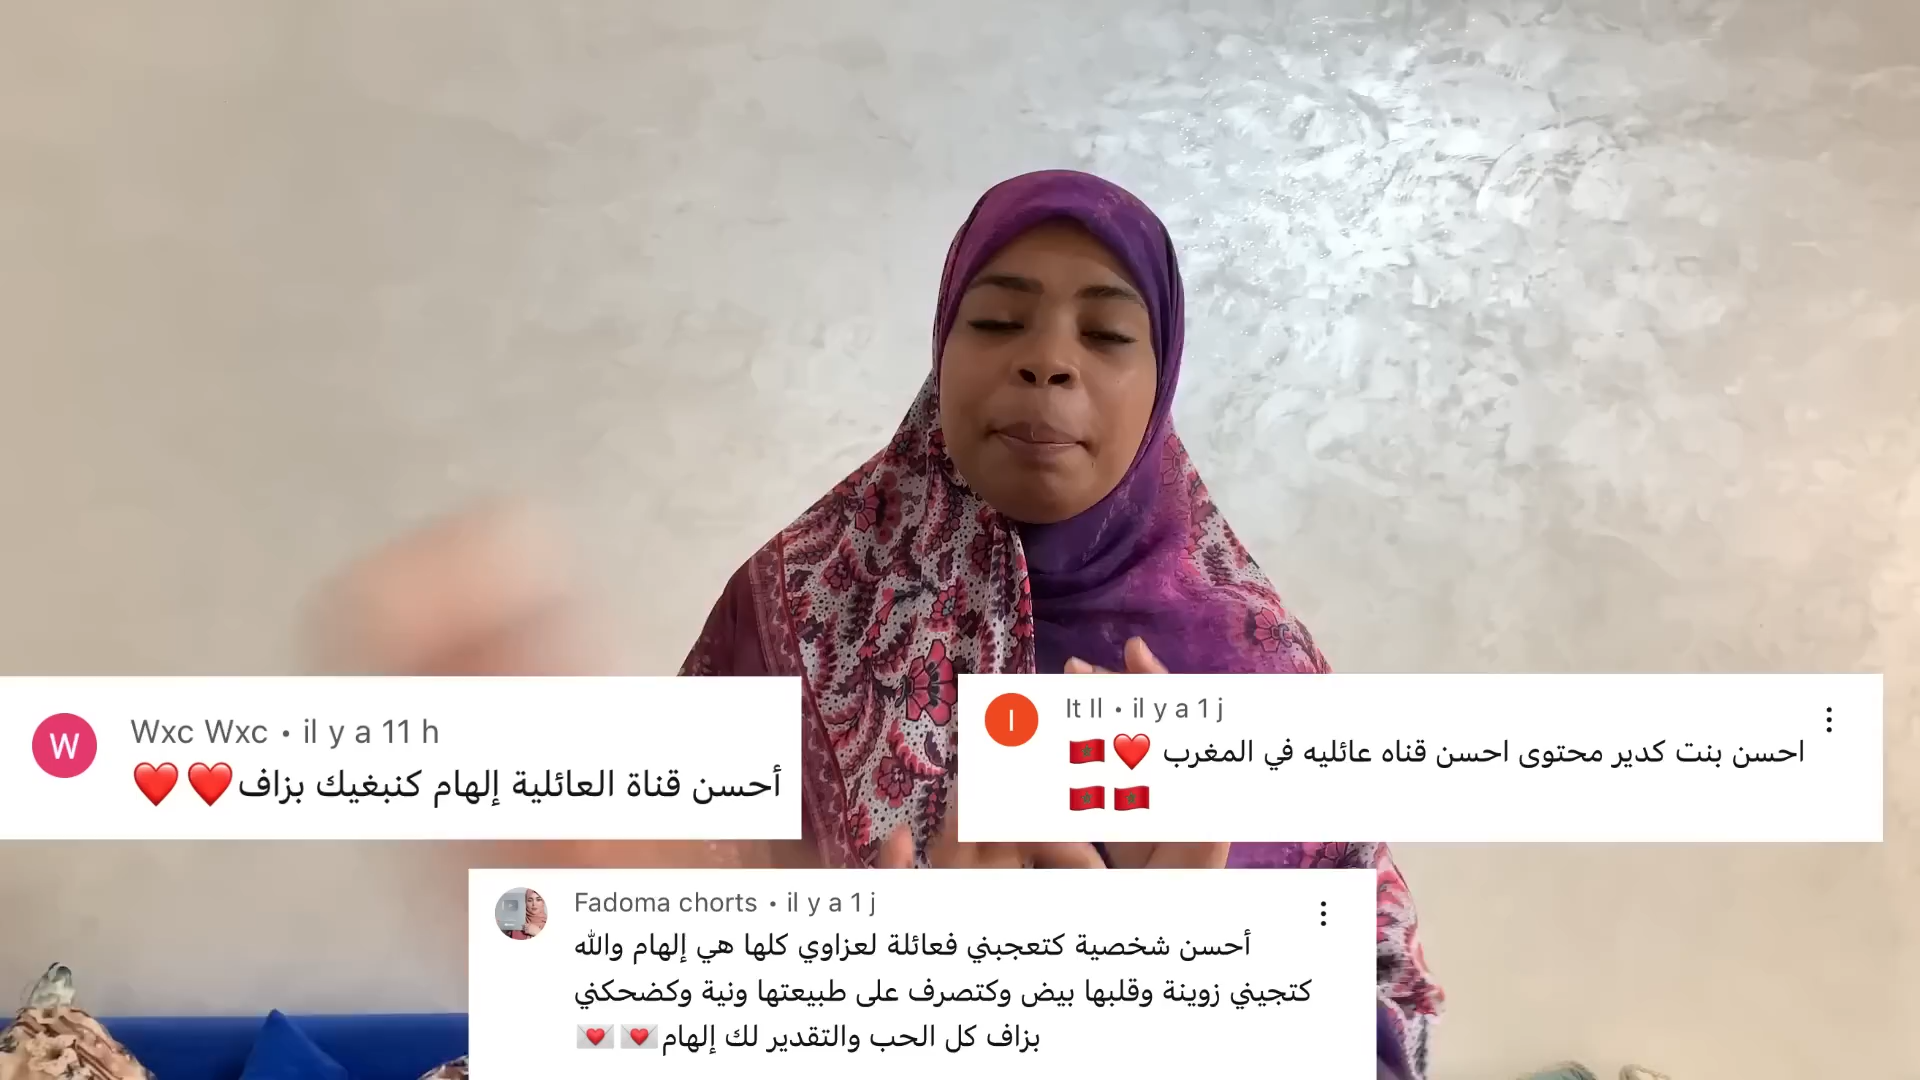 Wxc Wxc • il y a 11 h
أحسن قناة العائلية إلهام كنبغيك بزاف❤️❤️
It Il • il y a 1 j
احسن بنت كدير محتوى احسن قناه عائليه في المغرب ❤️🇲🇦
🇲🇦🇲🇦
Fadoma chorts • il y a 1 j
أحسن شخصية كتعجبني فعائلة لعزاوي كلها هي إلهام والله
كتجيني زوينة وقلبها بيض وكتصرف على طبيعتها ونية وكضحكني
بزاف كل الحب والتقدير لك إلهام💌💌